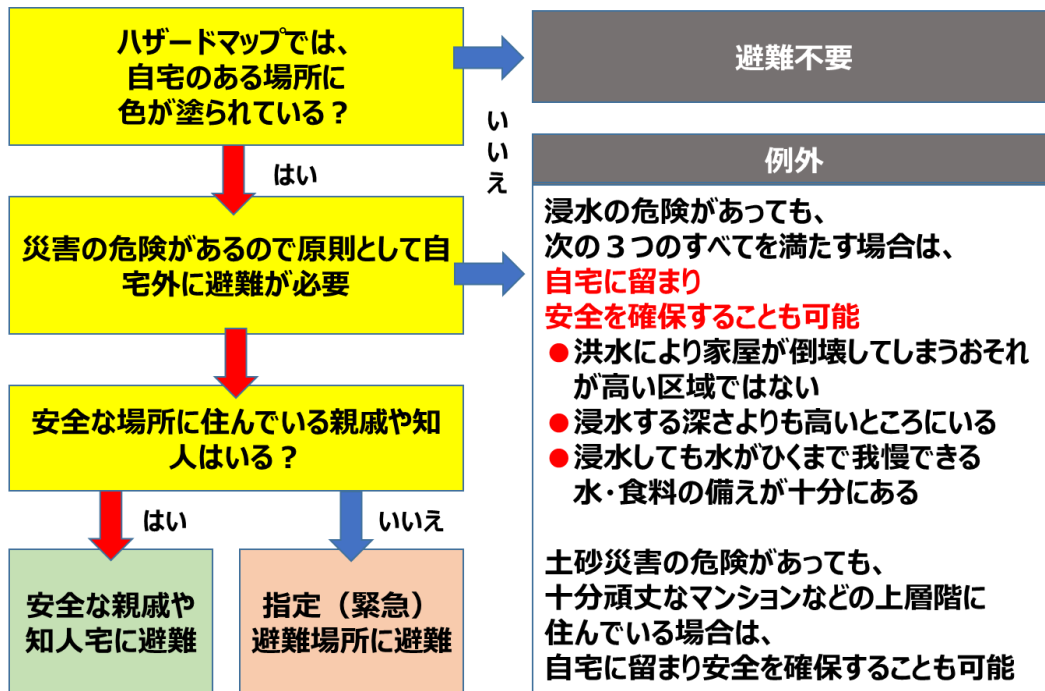 ハザードマップでは、
自宅のある場所に
色が塗られている？
避難不要
いいえ
はい
災害の危険があるので原則として自
宅外に避難が必要
安全な場所に住んでいる親戚や知
人はいる？
はい
いいえ
安全な親戚や
知人宅に避難
指定（緊急）
避難場所に避難
例外
浸水の危険があっても、
次の３つのすべてを満たす場合は、
自宅に留まり
安全を確保することも可能
●洪水により家屋が倒壊してしまうおそれ
が高い区域ではない
●浸水する深さよりも高いところにいる
●浸水しても水がひくまで我慢できる
水・食料の備えが十分にある
土砂災害の危険があっても、
十分頑丈なマンションなどの上層階に
住んでいる場合は、
自宅に留まり安全を確保することも可能